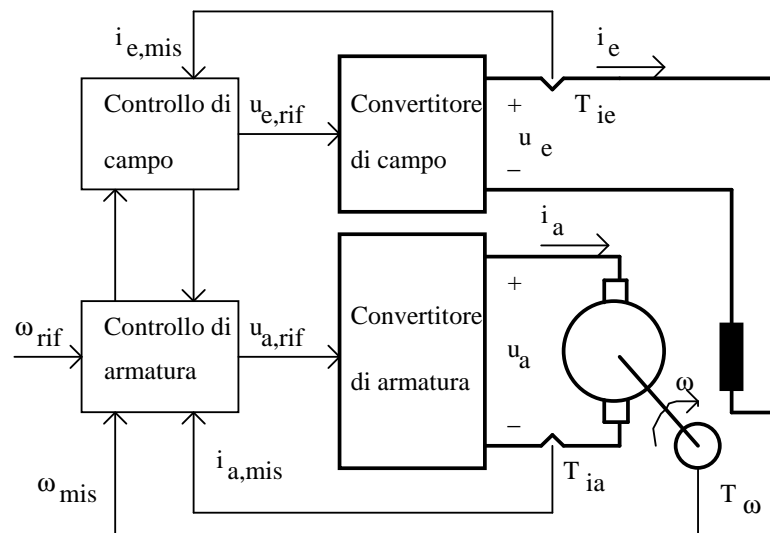 i e,mis
i e
Controllo di
campo
u e,rif
Convertitore
di campo
+
u e
–
T ie
i a
ω rif
Controllo di
armatura
u a,rif
Convertitore
di armatura
+
u a
–
ω
ω mis
i a,mis
T ia
T ω